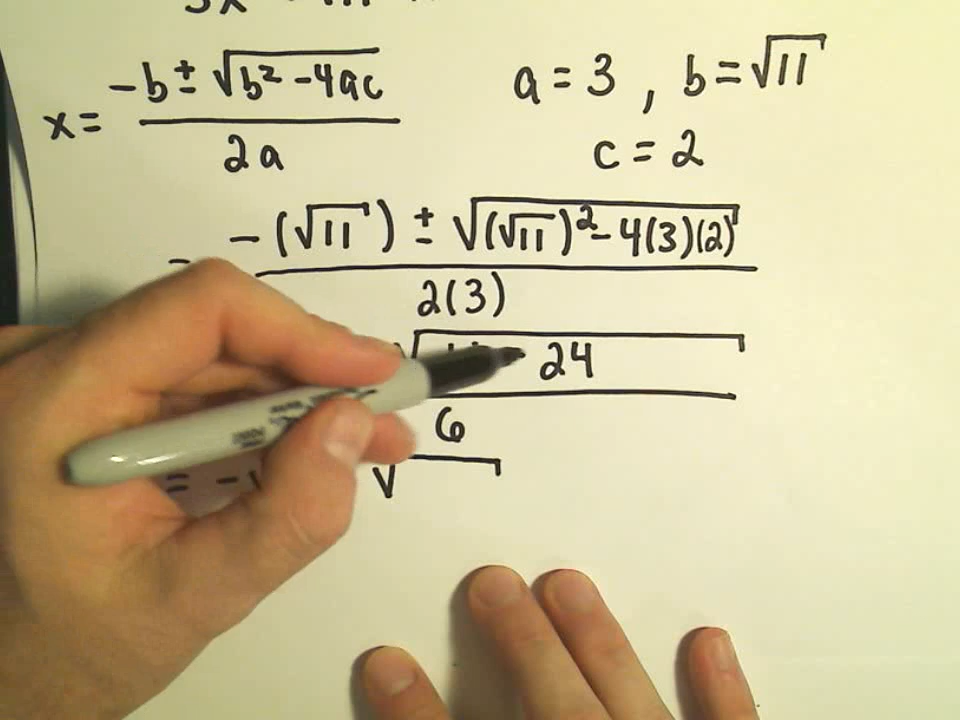 x = -b ± √b² - 4ac / 2a
a = 3 , b = √11
c = 2
-(√11) ± √(√11)² - 4(3)(2) / 2(3)
24
6
= - √